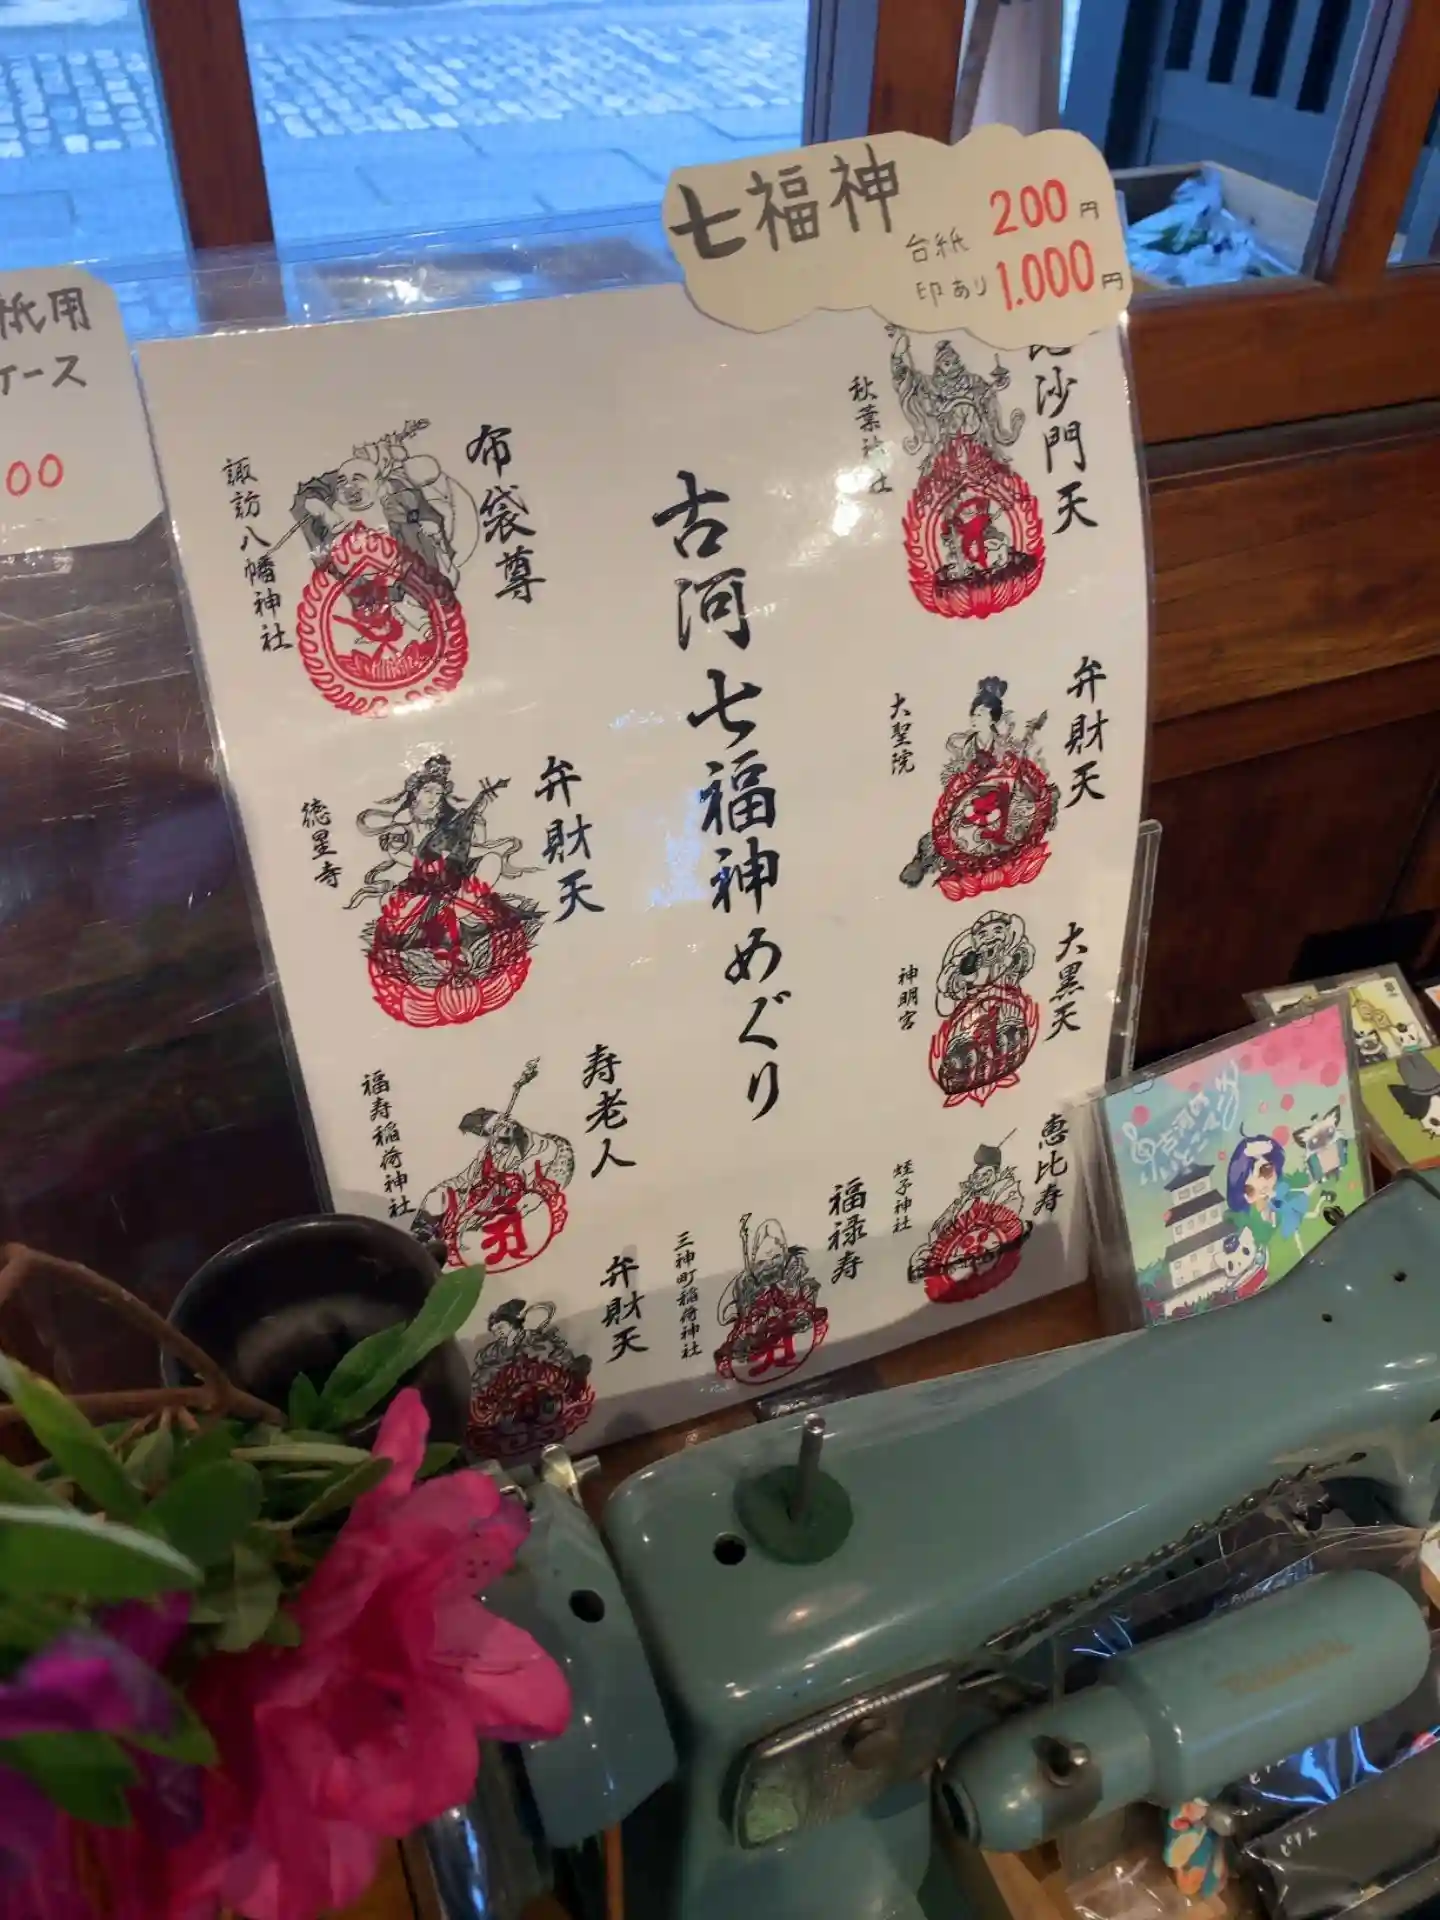 七福神
台紙 200円
印あり 1.000円
紙用
ケース
00
古河七福神めぐり
沙門天
秋葉神社
弁財天
大聖院
大黒天
神明宮
恵比寿
蛭子神社
福禄寿
三神町稲荷神社
布袋尊
諏訪八幡神社
弁財天
徳星寺
寿老人
福寿稲荷神社
弁財天